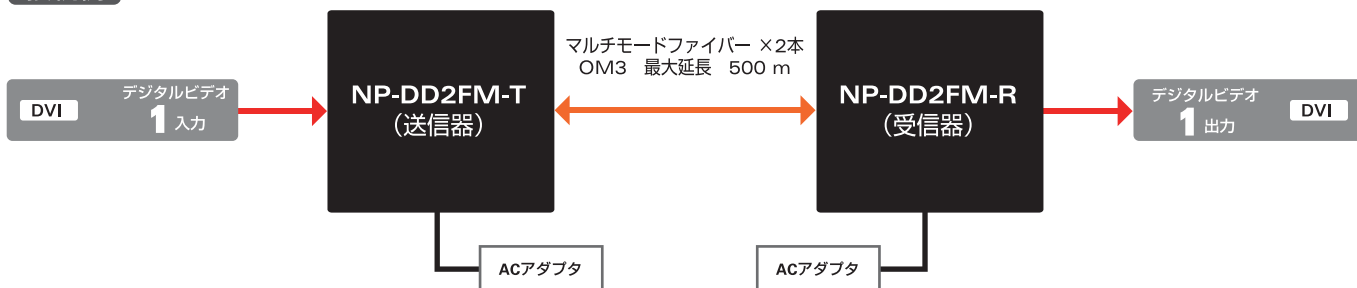 マルチモードファイバー ×2本
OM3 最大延長 500 m
DVI
デジタルビデオ
1 入力
NP-DD2FM-T
（送信器）
NP-DD2FM-R
（受信器）
デジタルビデオ
1 出力
DVI
ACアダプタ
ACアダプタ